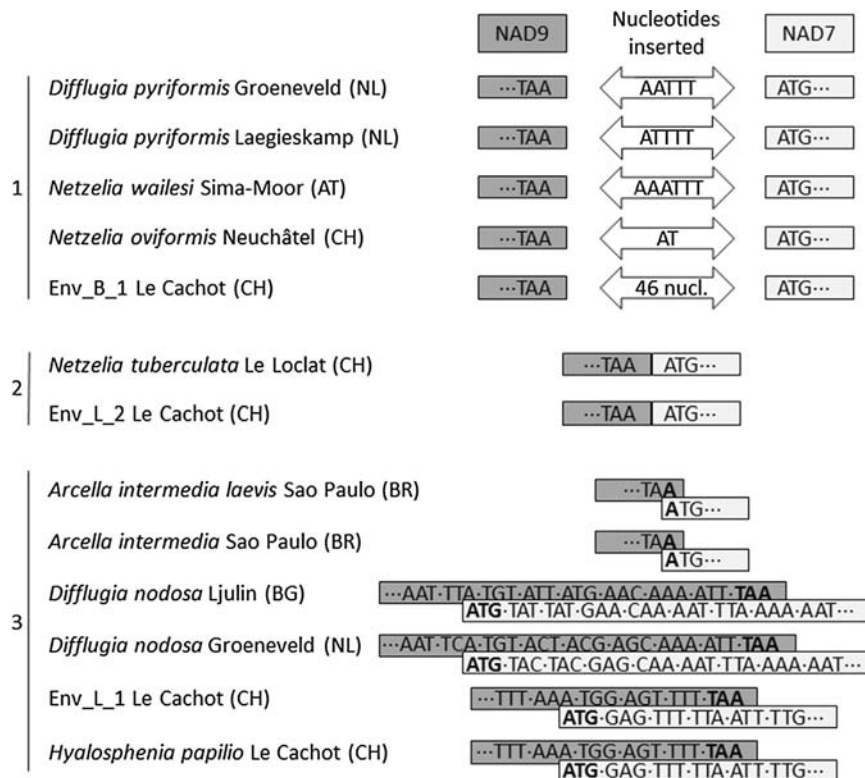 NAD9 Nucleotides inserted NAD7
1
Difflugia pyriformis Groeneveld (NL) ···TAA AATTT ATG···
Difflugia pyriformis Laegieskamp (NL) ···TAA ATTTT ATG···
Netzelia wailesi Sima-Moor (AT) ···TAA AAATTT ATG···
Netzelia oviformis Neuchâtel (CH) ···TAA AT ATG···
Env_B_1 Le Cachot (CH) ···TAA 46 nucl. ATG···
2
Netzelia tuberculata Le Loclat (CH) ···TAA ATG···
Env_L_2 Le Cachot (CH) ···TAA ATG···
3
Arcella intermedia laevis Sao Paulo (BR) ···TAA
ATG···
Arcella intermedia Sao Paulo (BR) ···TAA
ATG···
Difflugia nodosa Ljulin (BG) ···AAT·TTA·TGT·ATT·ATG·AAC·AAA·ATT·TAA
ATG·TAT·TAT·GAA·CAA·AAT·TTA·AAA·AAT···
Difflugia nodosa Groeneveld (NL) ···AAT·TCA·TGT·ACT·ACG·AGC·AAA·ATT·TAA
ATG·TAC·TAC·GAG·CAA·AAT·TTA·AAA·AAT···
Env_L_1 Le Cachot (CH) ···TTT·AAA·TGG·AGT·TTT·TAA
ATG·GAG·TTT·TTA·ATT·TTG···
Hyalosphenia papilio Le Cachot (CH) ···TTT·AAA·TGG·AGT·TTT·TAA
ATG·GAG·TTT·TTA·ATT·TTG···